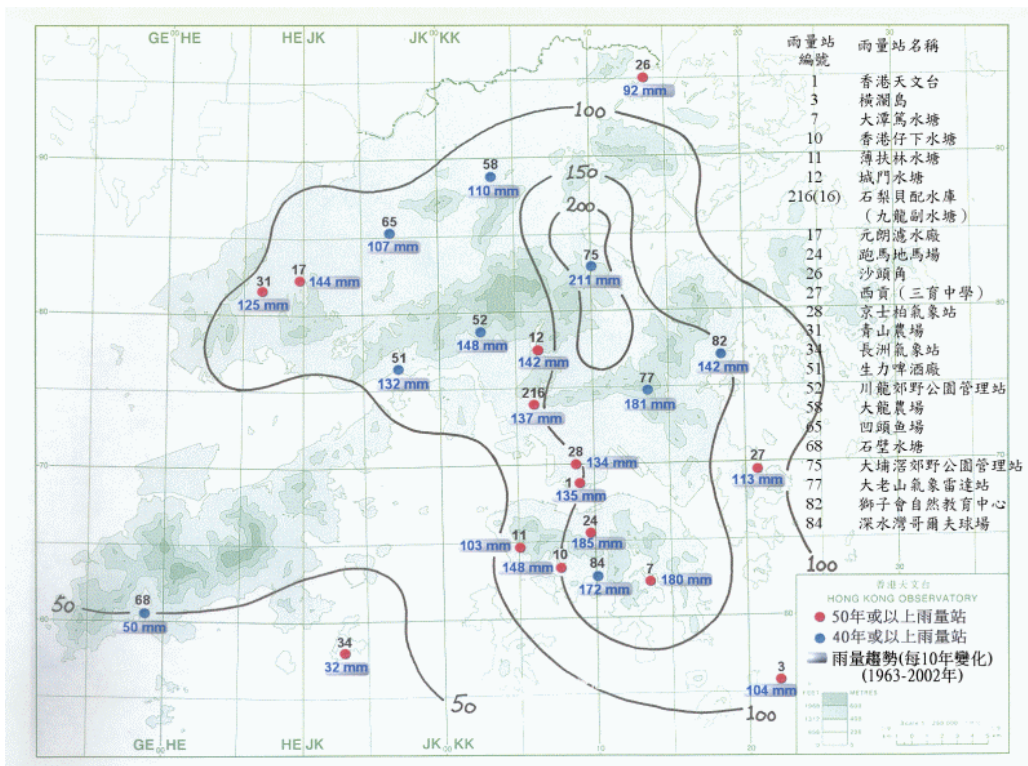 GE HE
HE JK
JK KK
雨量站編號 雨量站名稱
1 香港天文台
3 橫瀾島
7 大潭篤水塘
10 香港仔下水塘
11 薄扶林水塘
12 城門水塘
216(16) 石梨貝配水庫
（九龍副水塘）
17 元朗濾水廠
24 跑馬地馬場
26 沙頭角
27 西貢（三育中學）
28 京士柏氣象站
31 青山農場
34 長洲氣象站
51 生力啤酒廠
52 川龍郊野公園管理站
58 大龍農場
65 凹頭魚場
68 石壁水塘
75 大埔滘郊野公園管理站
77 大老山氣象雷達站
82 獅子會自然教育中心
84 深水灣哥爾夫球場
26
92 mm
100
58
110 mm
150
200
65
107 mm
75
211 mm
17
144 mm
31
125 mm
52
148 mm
12
142 mm
82
142 mm
51
132 mm
77
181 mm
216
137 mm
28
134 mm
27
113 mm
1
135 mm
24
185 mm
11
103 mm
10
148 mm
84
172 mm
7
180 mm
100
50
68
50 mm
34
32 mm
50
3
104 mm
100
90
80
70
60
10
20
香港天文台
HONG KONG OBSERVATORY
50年或以上雨量站
40年或以上雨量站
雨量趨勢(每10年變化)
(1963-2002年)
METRES
GE HE
HE JK
JK KK
10
20